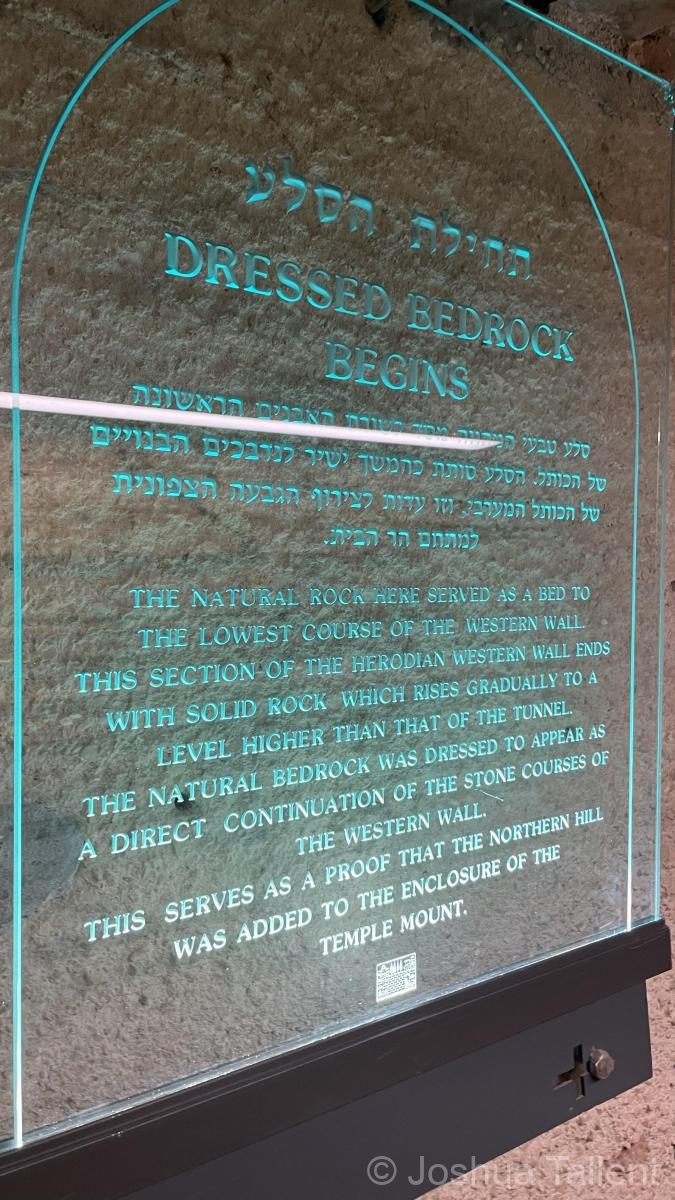 תחילת הסלע
DRESSED BEDROCK
BEGINS
סלע טבעי מסד לשורת האבנים הראשונה
של הכותל. הסלע סותת כהמשך ישיר לנדבכים הבנויים
של הכותל המערבי, וזו עדות לצירוף הגבעה הצפונית
למתחם הר הבית.
THE NATURAL ROCK HERE SERVED AS A BED TO
THE LOWEST COURSE OF THE WESTERN WALL.
THIS SECTION OF THE HERODIAN WESTERN WALL ENDS
WITH SOLID ROCK WHICH RISES GRADUALLY TO A
LEVEL HIGHER THAN THAT OF THE TUNNEL.
THE NATURAL BEDROCK WAS DRESSED TO APPEAR AS
A DIRECT CONTINUATION OF THE STONE COURSES OF
THE WESTERN WALL.
THIS SERVES AS A PROOF THAT THE NORTHERN HILL
WAS ADDED TO THE ENCLOSURE OF THE
TEMPLE MOUNT.
© Joshua Tallent